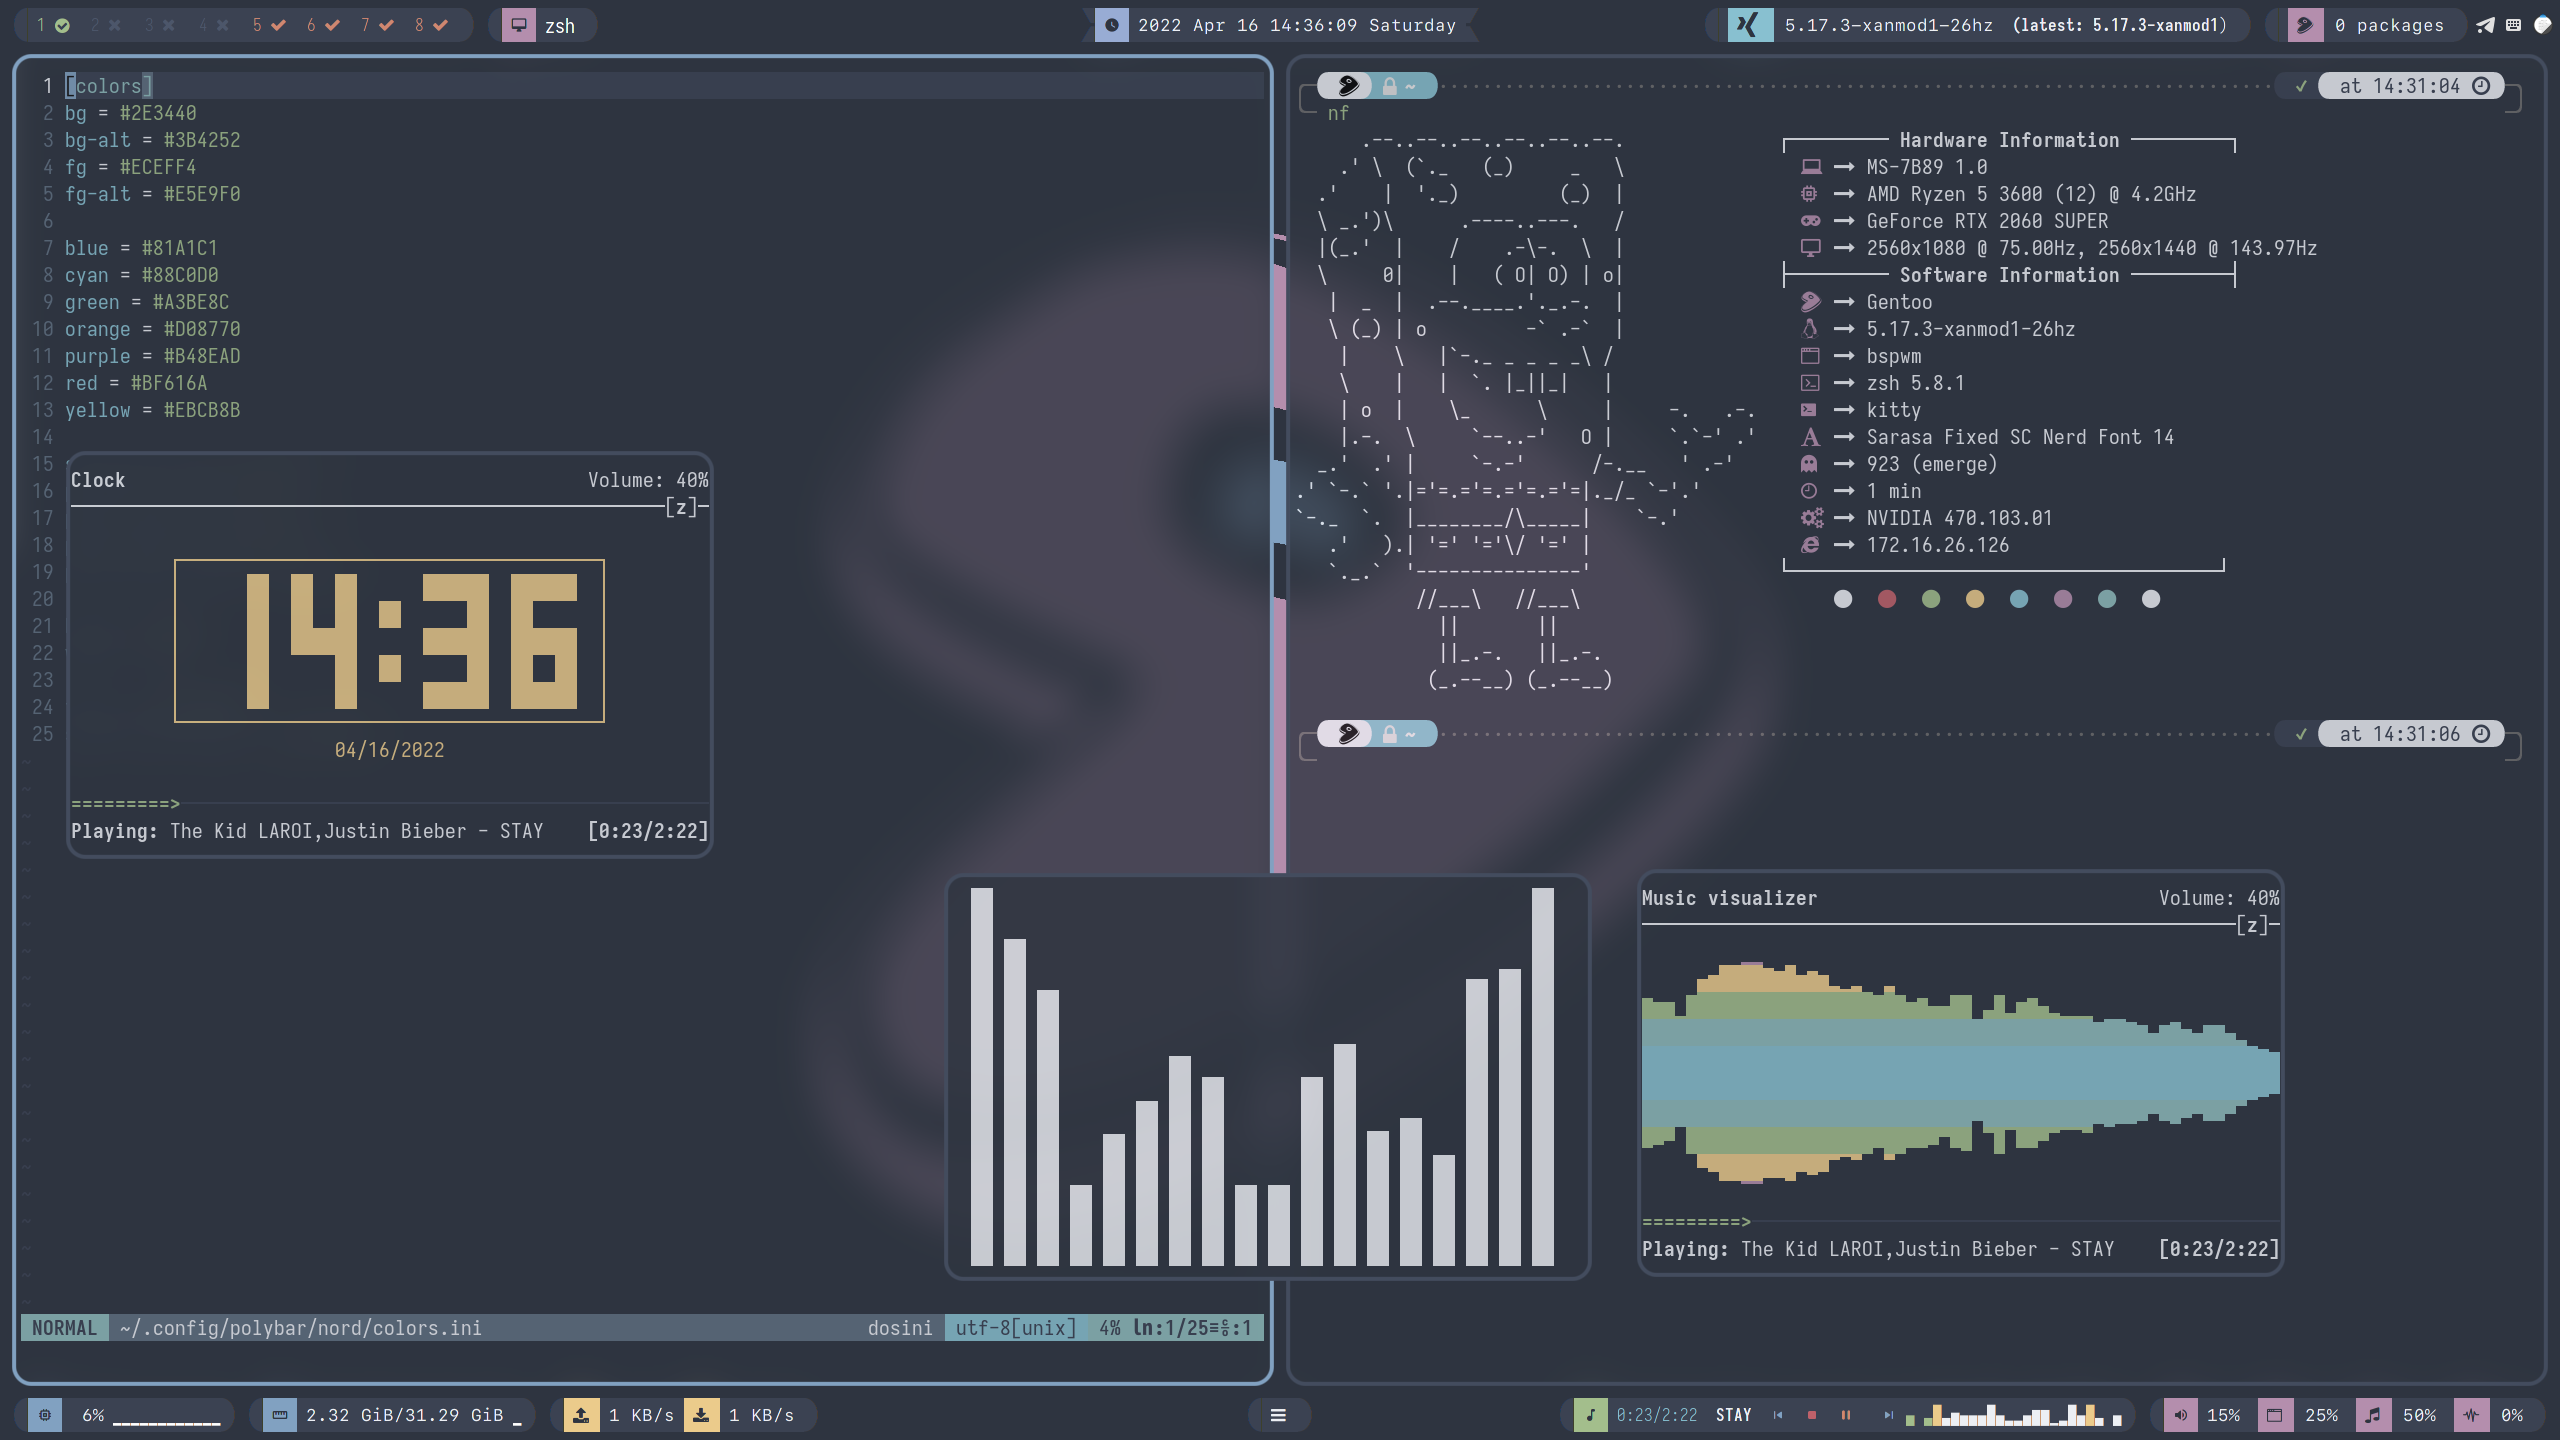 1 2 3 4 5 6 7 8 zsh
2022 Apr 16 14:36:09 Saturday
5.17.3-xanmod1-26hz (latest: 5.17.3-xanmod1)
0 packages
1 [colors]
2 bg = #2E3440
3 bg-alt = #3B4252
4 fg = #ECEFF4
5 fg-alt = #E5E9F0
6
7 blue = #81A1C1
8 cyan = #88C0D0
9 green = #A3BE8C
10 orange = #D08770
11 purple = #B48EAD
12 red = #BF616A
13 yellow = #EBCB8B
14
15
16
17
18
19
20
21
22
23
24
25
Clock Volume: 40%
[z]
14:36
04/16/2022
=========>
Playing: The Kid LAROI,Justin Bieber - STAY [0:23/2:22]
NORMAL ~/.config/polybar/nord/colors.ini dosini utf-8[unix] 4% ln:1/25≡℅:1
~ ✓ at 14:31:04
nf
Hardware Information
MS-7B89 1.0
AMD Ryzen 5 3600 (12) @ 4.2GHz
GeForce RTX 2060 SUPER
2560x1080 @ 75.00Hz, 2560x1440 @ 143.97Hz
Software Information
Gentoo
5.17.3-xanmod1-26hz
bspwm
zsh 5.8.1
kitty
Sarasa Fixed SC Nerd Font 14
923 (emerge)
1 min
NVIDIA 470.103.01
172.16.26.126
~ ✓ at 14:31:06
Music visualizer Volume: 40%
[z]
=========>
Playing: The Kid LAROI,Justin Bieber - STAY [0:23/2:22]
6% 2.32 GiB/31.29 GiB 1 KB/s 1 KB/s
0:23/2:22 STAY
15% 25% 50% 0%